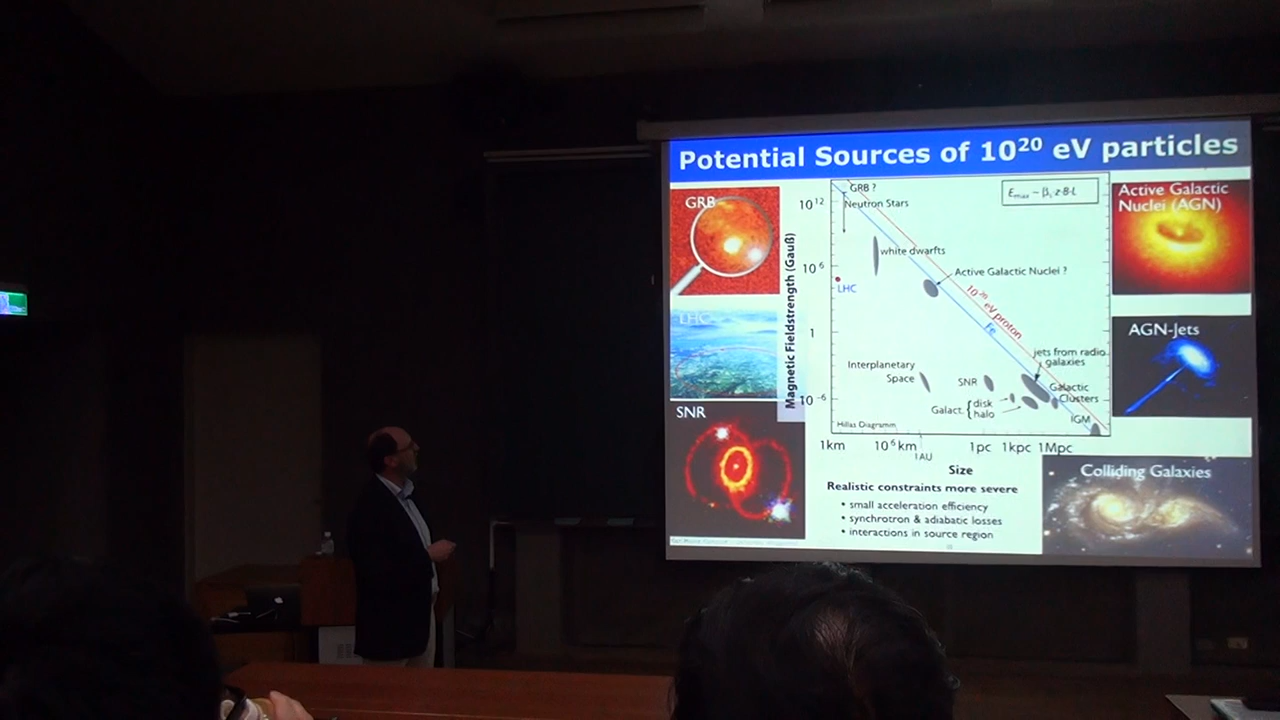 Potential Sources of 10²⁰ eV particles
GRB
LHC
SNR
Magnetic Fieldstrength (Gauß)
10¹²
10⁶
1
10⁻⁶
GRB ?
Neutron Stars
white dwarfts
LHC
Active Galactic Nuclei ?
10²⁰ eV proton
Fe
jets from radio
galaxies
Interplanetary
Space
SNR
Galactic
Clusters
Galact. { disk
halo
IGM
Hillas Diagramm
1km
10⁶ km
1AU
1pc
1kpc
1Mpc
Size
Realistic constraints more severe
• small acceleration efficiency
• synchrotron & adiabatic losses
• interactions in source region
Active Galactic
Nuclei (AGN)
AGN-Jets
Colliding Galaxies